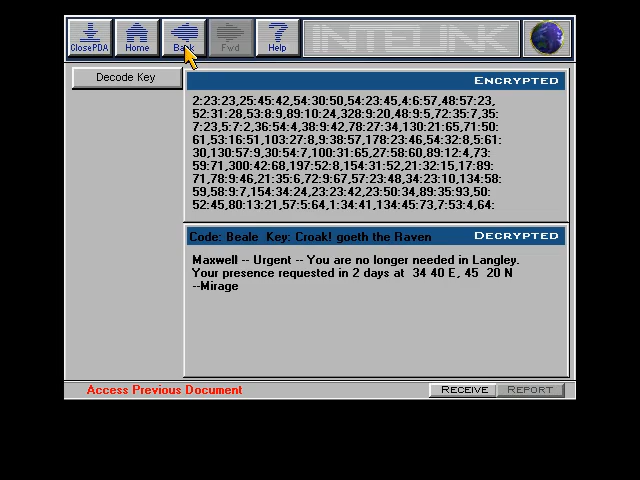 ClosePDA Home Back Fwd Help INTELINK
Decode Key
ENCRYPTED
2:23:23,25:45:42,54:30:50,54:23:45,4:6:57,48:57:23,
52:31:28,53:8:9,89:10:24,328:9:20,48:9:5,72:35:7,35:
7:23,5:7:2,36:54:4,38:9:42,78:27:34,130:21:65,71:50:
61,53:16:51,103:27:8,9:38:57,178:23:46,54:32:8,5:61:
30,130:57:9,30:54:7,100:31:65,27:58:60,89:12:4,73:
59:71,300:42:68,197:52:8,154:31:52,21:32:15,17:89:
71,78:9:46,21:35:6,72:9:67,57:23:48,34:23:10,134:58:
59,58:9:7,154:34:24,23:23:42,23:50:34,89:35:93,50:
52:45,80:13:21,57:5:64,1:34:41,134:45:73,7:53:4,64:
Code: Beale Key: Croak! goeth the Raven DECRYPTED
Maxwell -- Urgent -- You are no longer needed in Langley.
Your presence requested in 2 days at 34 40 E, 45 20 N
--Mirage
Access Previous Document RECEIVE REPORT